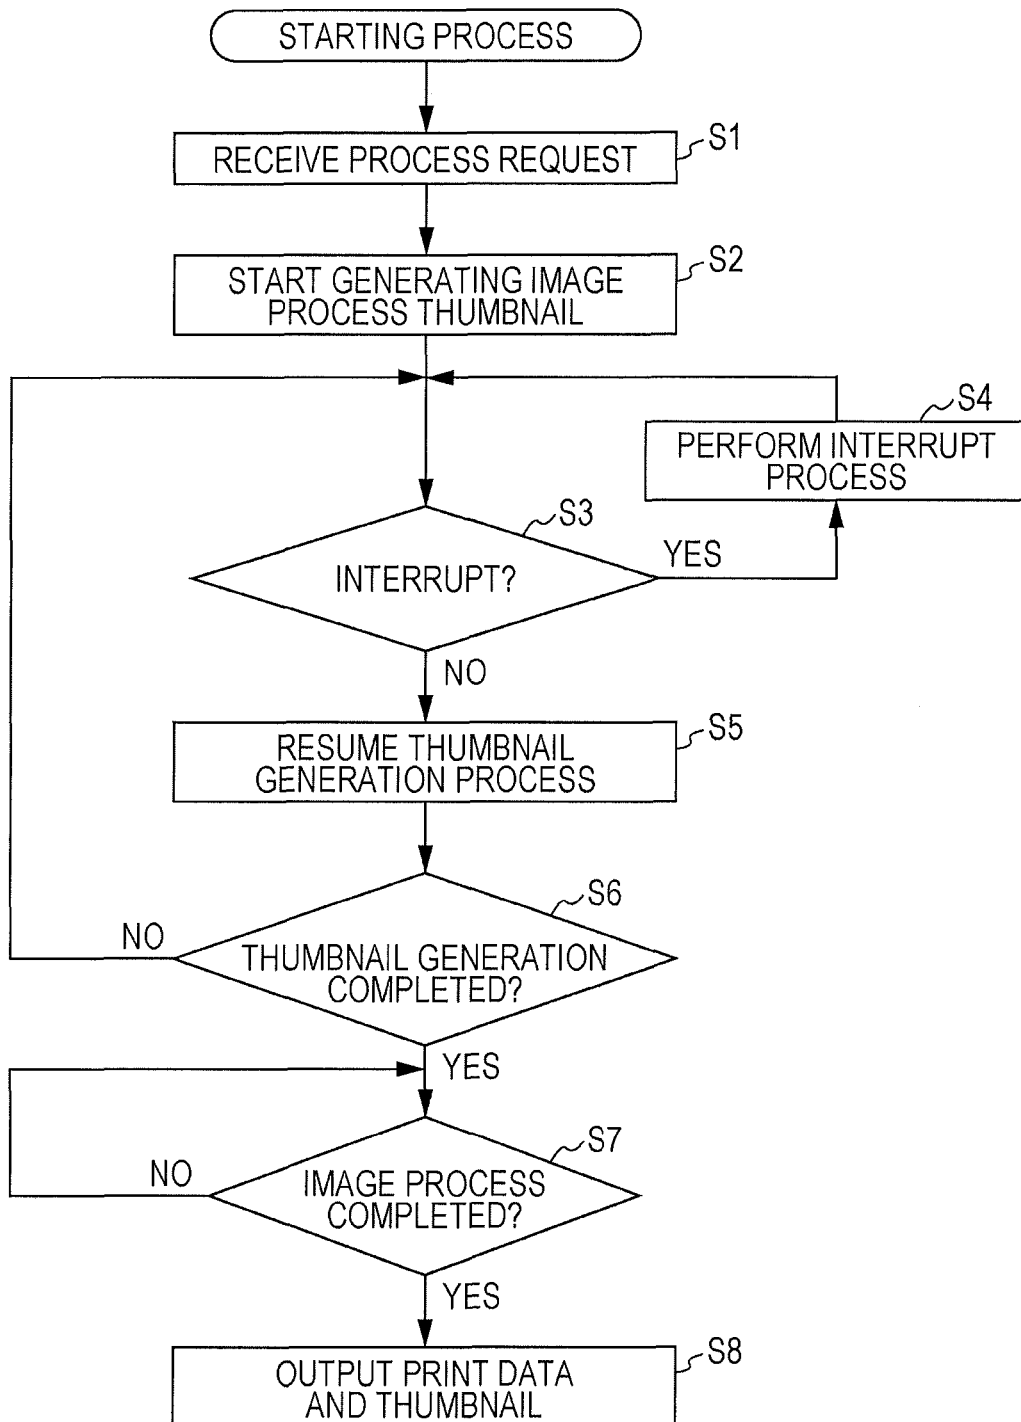 STARTING PROCESS
S1
RECEIVE PROCESS REQUEST
S2
START GENERATING IMAGE
PROCESS THUMBNAIL
S4
PERFORM INTERRUPT
PROCESS
S3
INTERRUPT?
YES
NO
S5
RESUME THUMBNAIL
GENERATION PROCESS
S6
NO
THUMBNAIL GENERATION
COMPLETED?
YES
S7
NO
IMAGE PROCESS
COMPLETED?
YES
S8
OUTPUT PRINT DATA
AND THUMBNAIL